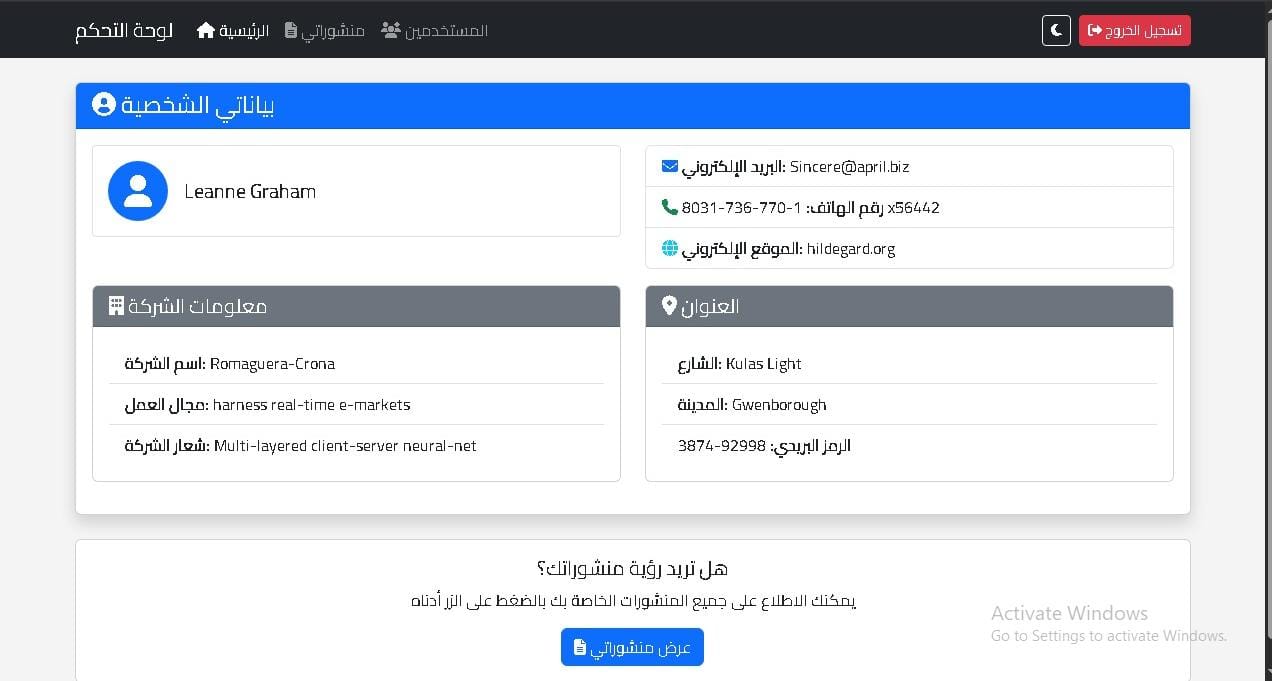 لوحة التحكم
الرئيسية
منشوراتي
المستخدمين
تسجيل الخروج
بياناتي الشخصية
Leanne Graham
البريد الإلكتروني: Sincere@april.biz
رقم الهاتف: 1-770-736-8031 x56442
الموقع الإلكتروني: hildegard.org
معلومات الشركة
اسم الشركة: Romaguera-Crona
مجال العمل: harness real-time e-markets
شعار الشركة: Multi-layered client-server neural-net
العنوان
الشارع: Kulas Light
المدينة: Gwenborough
الرمز البريدي: 92998-3874
هل تريد رؤية منشوراتك؟
يمكنك الاطلاع على جميع المنشورات الخاصة بك بالضغط على الزر أدناه
عرض منشوراتي
Activate Windows
Go to Settings to activate Windows.